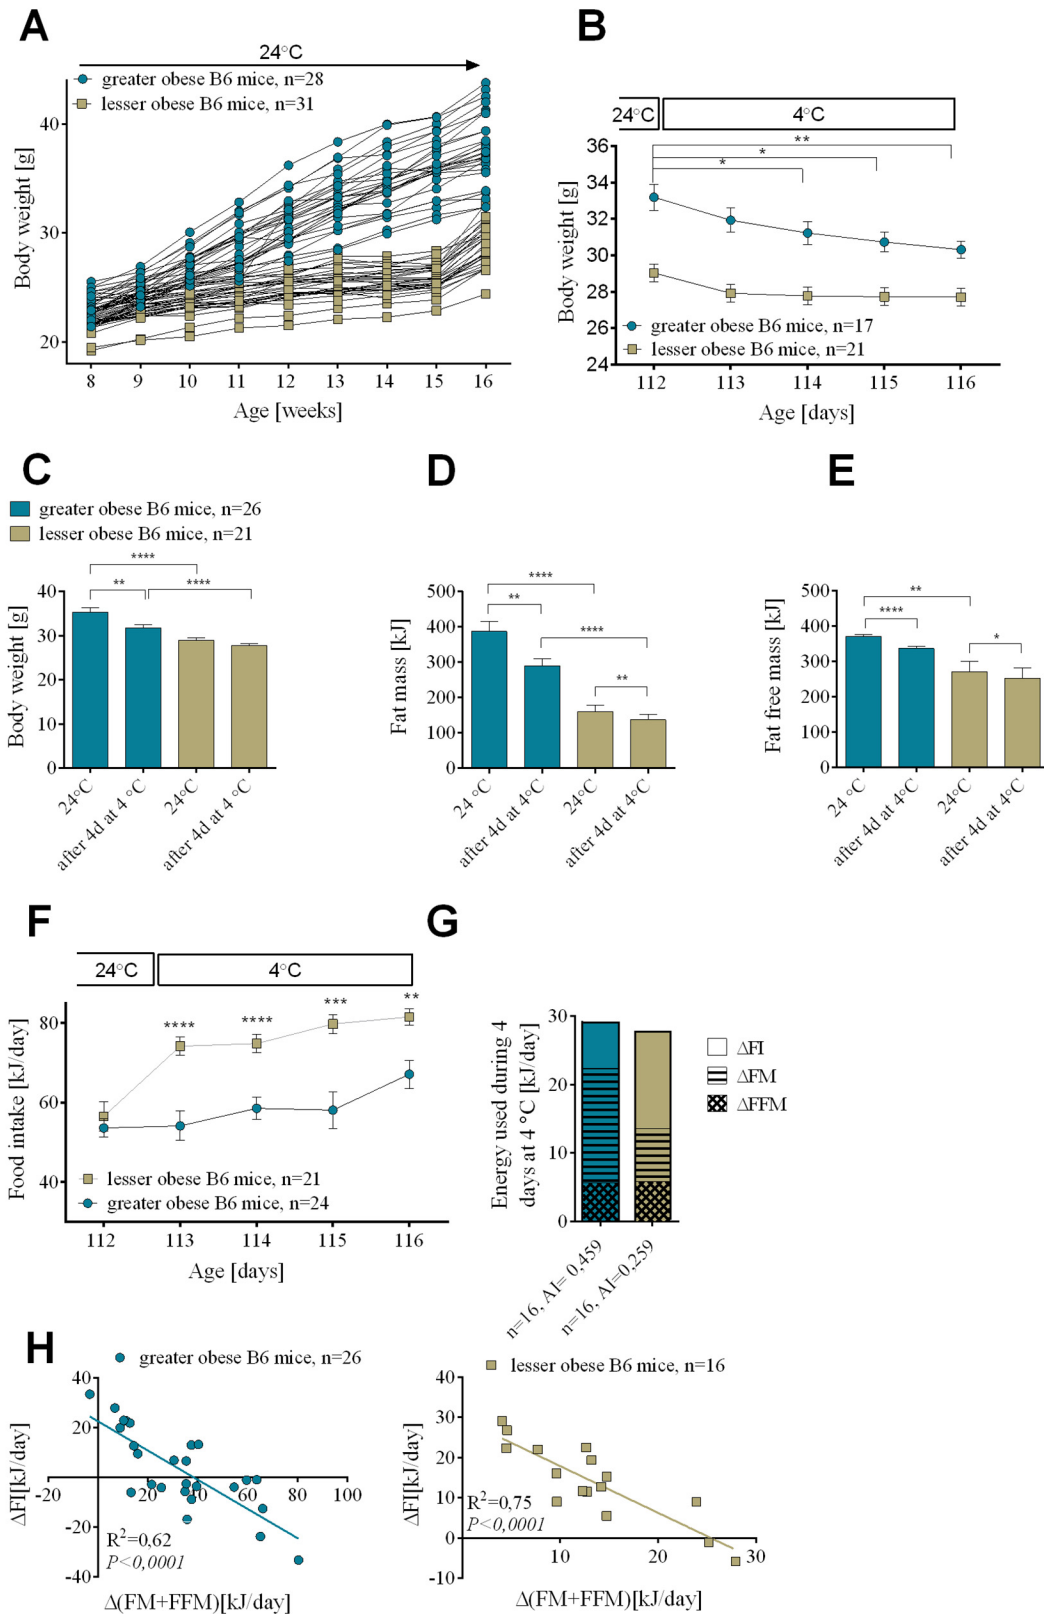 A
24°C
greater obese B6 mice, n=28
lesser obese B6 mice, n=31
Body weight [g]
40
30
20
8 9 10 11 12 13 14 15 16
Age [weeks]
B
24°C 4°C
** 
*
*
Body weight [g]
36
34
32
30
28
26
24
greater obese B6 mice, n=17
lesser obese B6 mice, n=21
112 113 114 115 116
Age [days]
C
greater obese B6 mice, n=26
lesser obese B6 mice, n=21
****
** ****
Body weight [g]
40
30
20
10
0
24°C
after 4d at 4 °C
24°C
after 4d at 4 °C
D
****
**
****
**
Fat mass [kJ]
500
400
300
200
100
0
24 °C
after 4d at 4°C
24°C
after 4d at 4°C
E
**
****
*
Fat free mass [kJ]
500
400
300
200
100
0
24 °C
after 4d at 4°C
24°C
after 4d at 4°C
F
24°C 4°C
**** **** *** **
Food intake [kJ/day]
80
60
40
lesser obese B6 mice, n=21
greater obese B6 mice, n=24
112 113 114 115 116
Age [days]
G
Energy used during 4
days at 4 °C [kJ/day]
30
20
10
0
ΔFI
ΔFM
ΔFFM
n=16, AI= 0,459
n=16, AI=0,259
H
greater obese B6 mice, n=26
ΔFI[kJ/day]
40
20
-20
-40
-20 20 40 60 80 100
R²=0,62
P<0,0001
Δ(FM+FFM)[kJ/day]
lesser obese B6 mice, n=16
ΔFI[kJ/day]
40
30
20
10
0
-10
10 20 30
R²=0,75
P<0,0001
Δ(FM+FFM)[kJ/day]